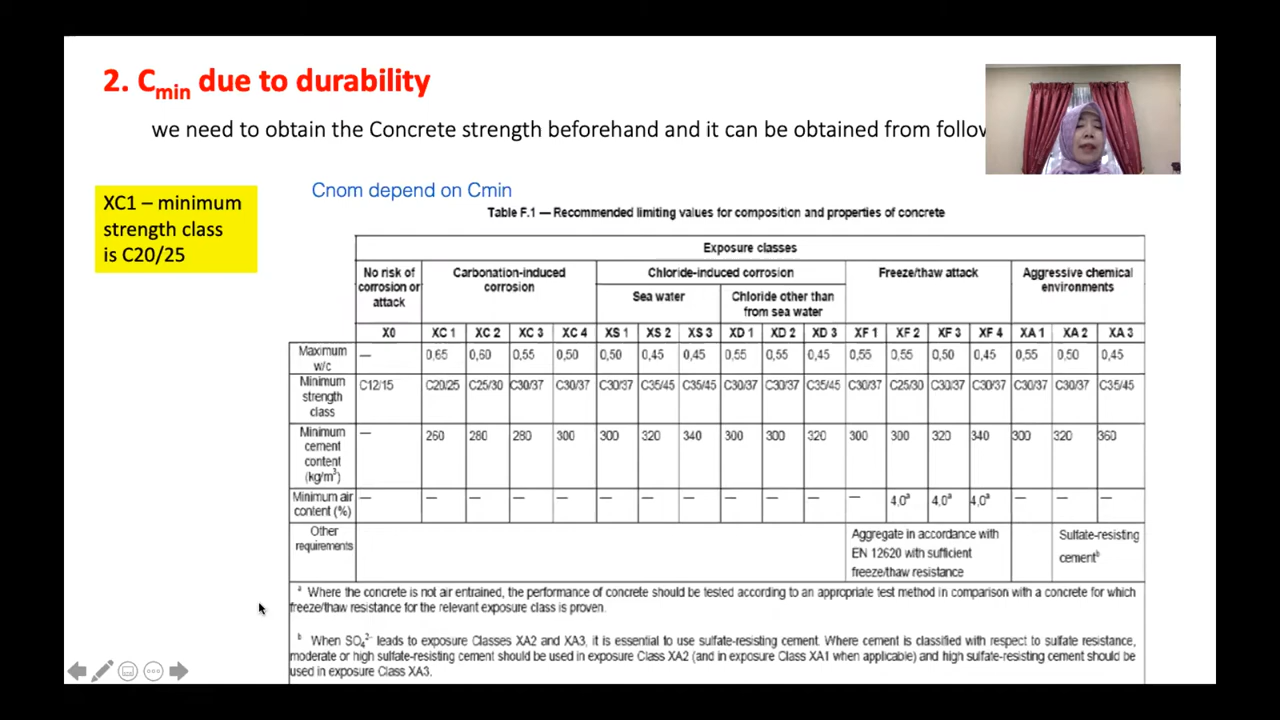 2. Cmin due to durability
we need to obtain the Concrete strength beforehand and it can be obtained from
XC1 – minimum
strength class
is C20/25
Cnom depend on Cmin
Table F.1 — Recommended limiting values for composition and properties of concrete
Exposure classes
No risk of corrosion or attack Carbonation-induced corrosion Chloride-induced corrosion Freeze/thaw attack Aggressive chemical environments
Sea water Chloride other than from sea water
X0 XC 1 XC 2 XC 3 XC 4 XS 1 XS 2 XS 3 XD 1 XD 2 XD 3 XF 1 XF 2 XF 3 XF 4 XA 1 XA 2 XA 3
Maximum w/c — 0,65 0,60 0,55 0,50 0,50 0,45 0,45 0,55 0,55 0,45 0,55 0,55 0,50 0,45 0,55 0,50 0,45
Minimum strength class C12/15 C20/25 C25/30 C30/37 C30/37 C30/37 C35/45 C35/45 C30/37 C30/37 C35/45 C30/37 C25/30 C30/37 C30/37 C30/37 C30/37 C35/45
Minimum cement content (kg/m³) — 260 280 280 300 300 320 340 300 300 320 300 300 320 340 300 320 360
Minimum air content (%) — — — — — — — — — — — — 4,0ᵃ 4,0ᵃ 4,0ᵃ — — —
Other requirements Aggregate in accordance with EN 12620 with sufficient freeze/thaw resistance Sulfate-resisting cementᵇ
ᵃ Where the concrete is not air entrained, the performance of concrete should be tested according to an appropriate test method in comparison with a concrete for which
freeze/thaw resistance for the relevant exposure class is proven.
ᵇ When SO₄²⁻ leads to exposure Classes XA2 and XA3, it is essential to use sulfate-resisting cement. Where cement is classified with respect to sulfate resistance,
moderate or high sulfate-resisting cement should be used in exposure Class XA2 (and in exposure Class XA1 when applicable) and high sulfate-resisting cement should be
used in exposure Class XA3.